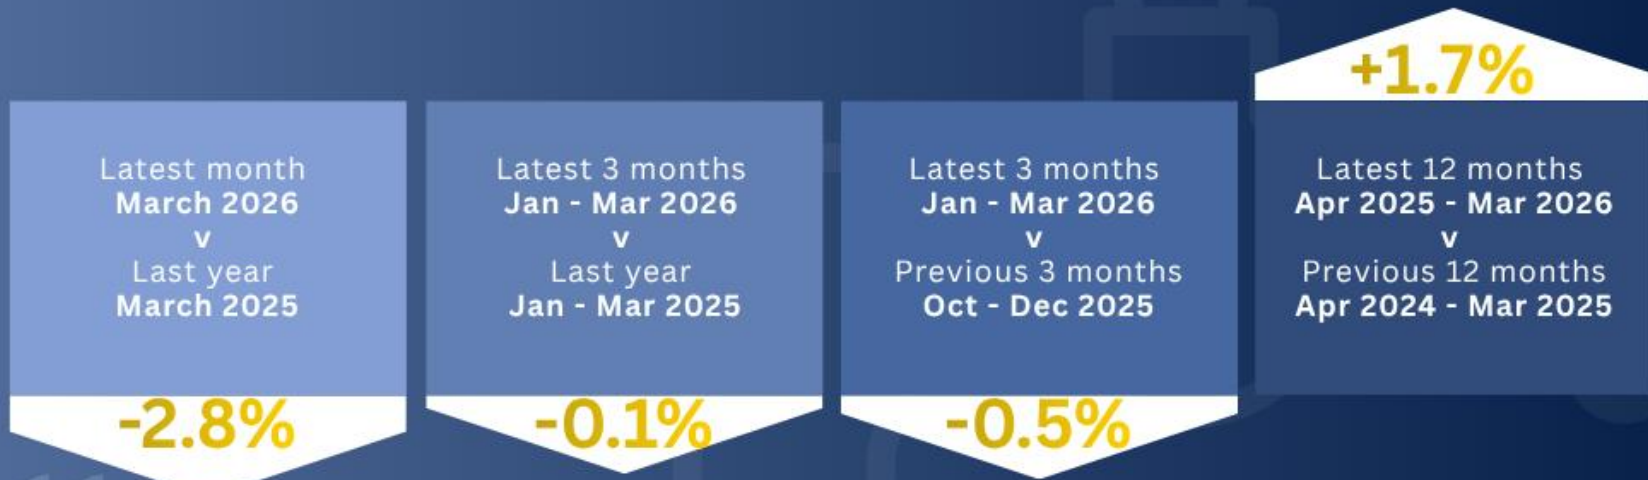 Latest month
March 2026
v
Last year
March 2025
-2.8%
Latest 3 months
Jan - Mar 2026
v
Last year
Jan - Mar 2025
-0.1%
Latest 3 months
Jan - Mar 2026
v
Previous 3 months
Oct - Dec 2025
-0.5%
+1.7%
Latest 12 months
Apr 2025 - Mar 2026
v
Previous 12 months
Apr 2024 - Mar 2025